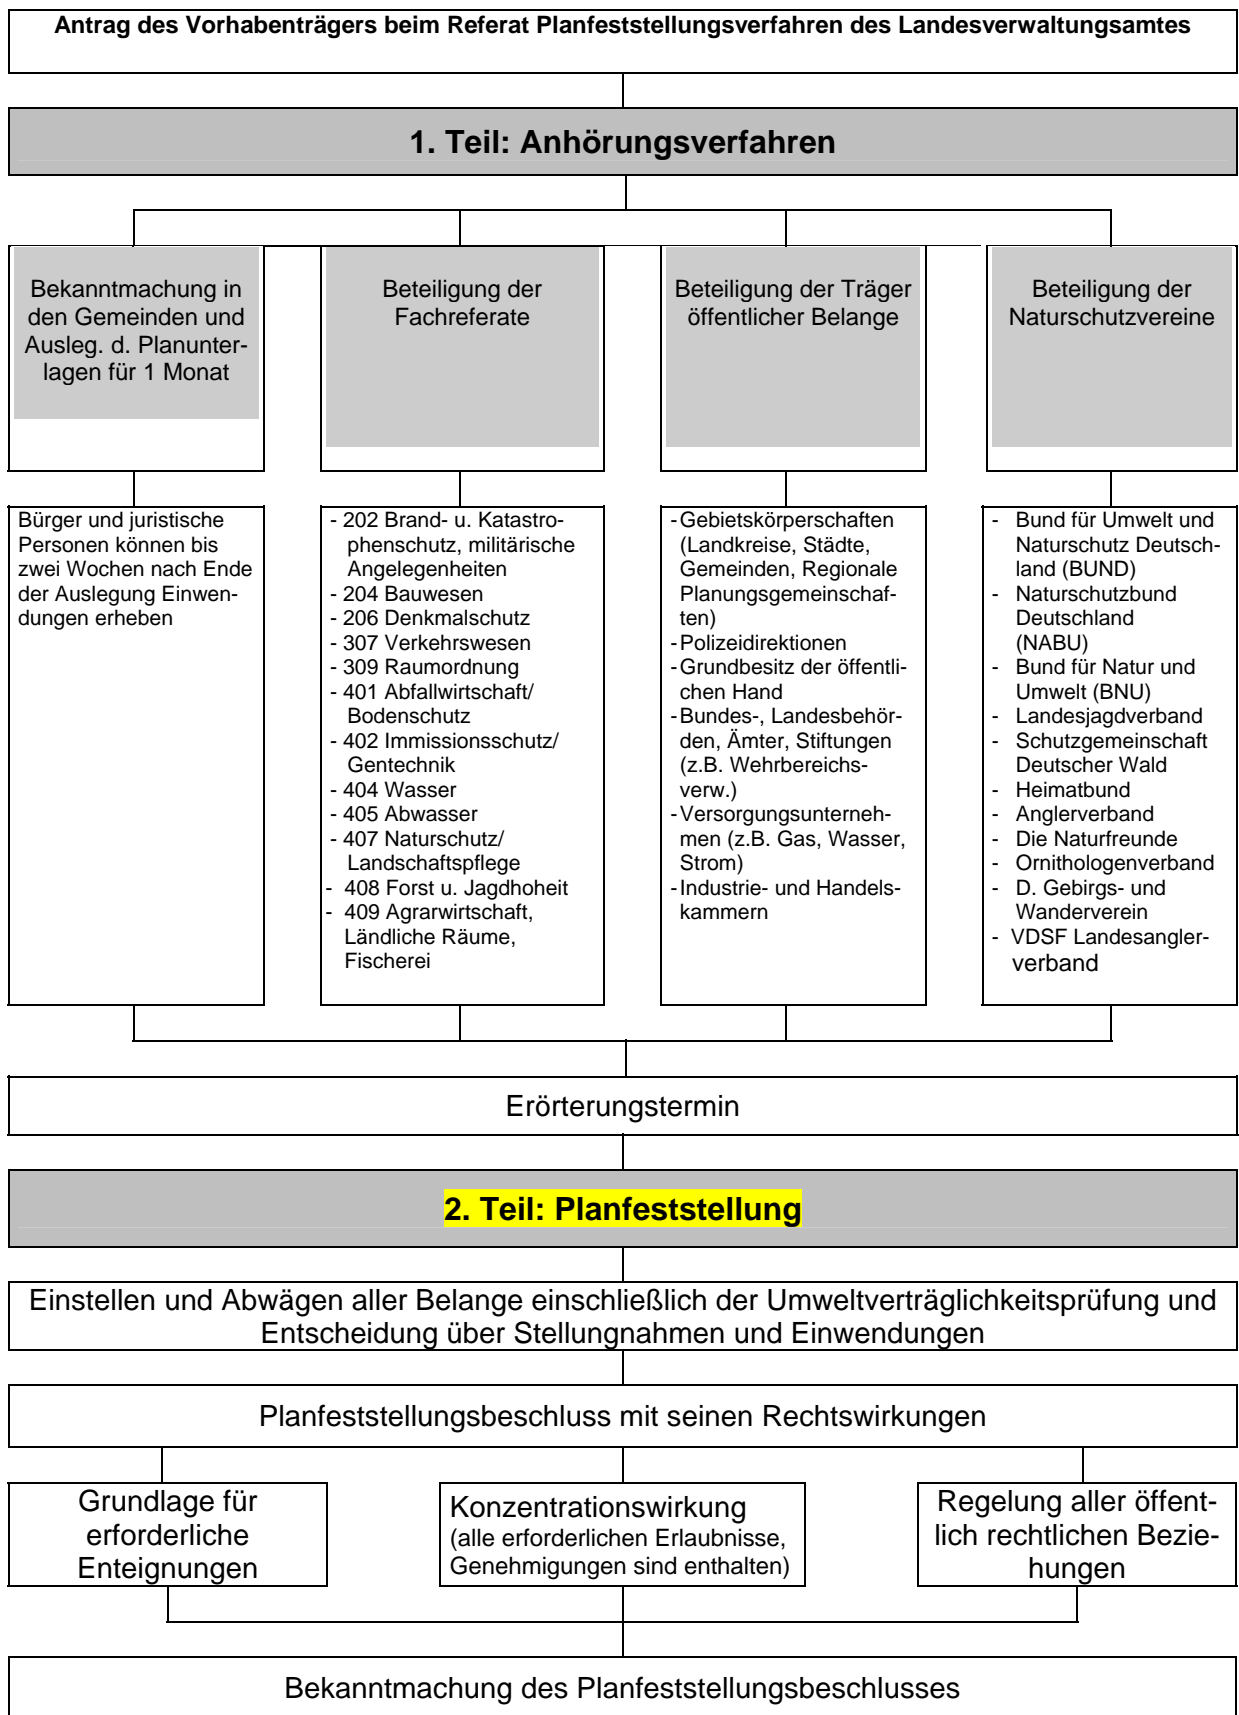 Antrag des Vorhabenträgers beim Referat Planfeststellungsverfahren des Landesverwaltungsamtes
1. Teil: Anhörungsverfahren
Bekanntmachung in
den Gemeinden und
Ausleg. d. Planunter-
lagen für 1 Monat
Beteiligung der
Fachreferate
Beteiligung der Träger
öffentlicher Belange
Beteiligung der
Naturschutzvereine
Bürger und juristische
Personen können bis
zwei Wochen nach Ende
der Auslegung Einwen-
dungen erheben
- 202 Brand- u. Katastro-
phenschutz, militärische
Angelegenheiten
- 204 Bauwesen
- 206 Denkmalschutz
- 307 Verkehrswesen
- 309 Raumordnung
- 401 Abfallwirtschaft/
Bodenschutz
- 402 Immissionsschutz/
Gentechnik
- 404 Wasser
- 405 Abwasser
- 407 Naturschutz/
Landschaftspflege
- 408 Forst u. Jagdhoheit
- 409 Agrarwirtschaft,
Ländliche Räume,
Fischerei
- Gebietskörperschaften
(Landkreise, Städte,
Gemeinden, Regionale
Planungsgemeinschaf-
ten)
- Polizeidirektionen
- Grundbesitz der öffentli-
chen Hand
- Bundes-, Landesbehör-
den, Ämter, Stiftungen
(z.B. Wehrbereichs-
verw.)
- Versorgungsunterneh-
men (z.B. Gas, Wasser,
Strom)
- Industrie- und Handels-
kammern
- Bund für Umwelt und
Naturschutz Deutsch-
land (BUND)
- Naturschutzbund
Deutschland
(NABU)
- Bund für Natur und
Umwelt (BNU)
- Landesjagdverband
- Schutzgemeinschaft
Deutscher Wald
- Heimatbund
- Anglerverband
- Die Naturfreunde
- Ornithologenverband
- D. Gebirgs- und
Wanderverein
- VDSF Landesangler-
verband
Erörterungstermin
2. Teil: Planfeststellung
Einstellen und Abwägen aller Belange einschließlich der Umweltverträglichkeitsprüfung und
Entscheidung über Stellungnahmen und Einwendungen
Planfeststellungsbeschluss mit seinen Rechtswirkungen
Grundlage für
erforderliche
Enteignungen
Konzentrationswirkung
(alle erforderlichen Erlaubnisse,
Genehmigungen sind enthalten)
Regelung aller öffent-
lich rechtlichen Bezie-
hungen
Bekanntmachung des Planfeststellungsbeschlusses